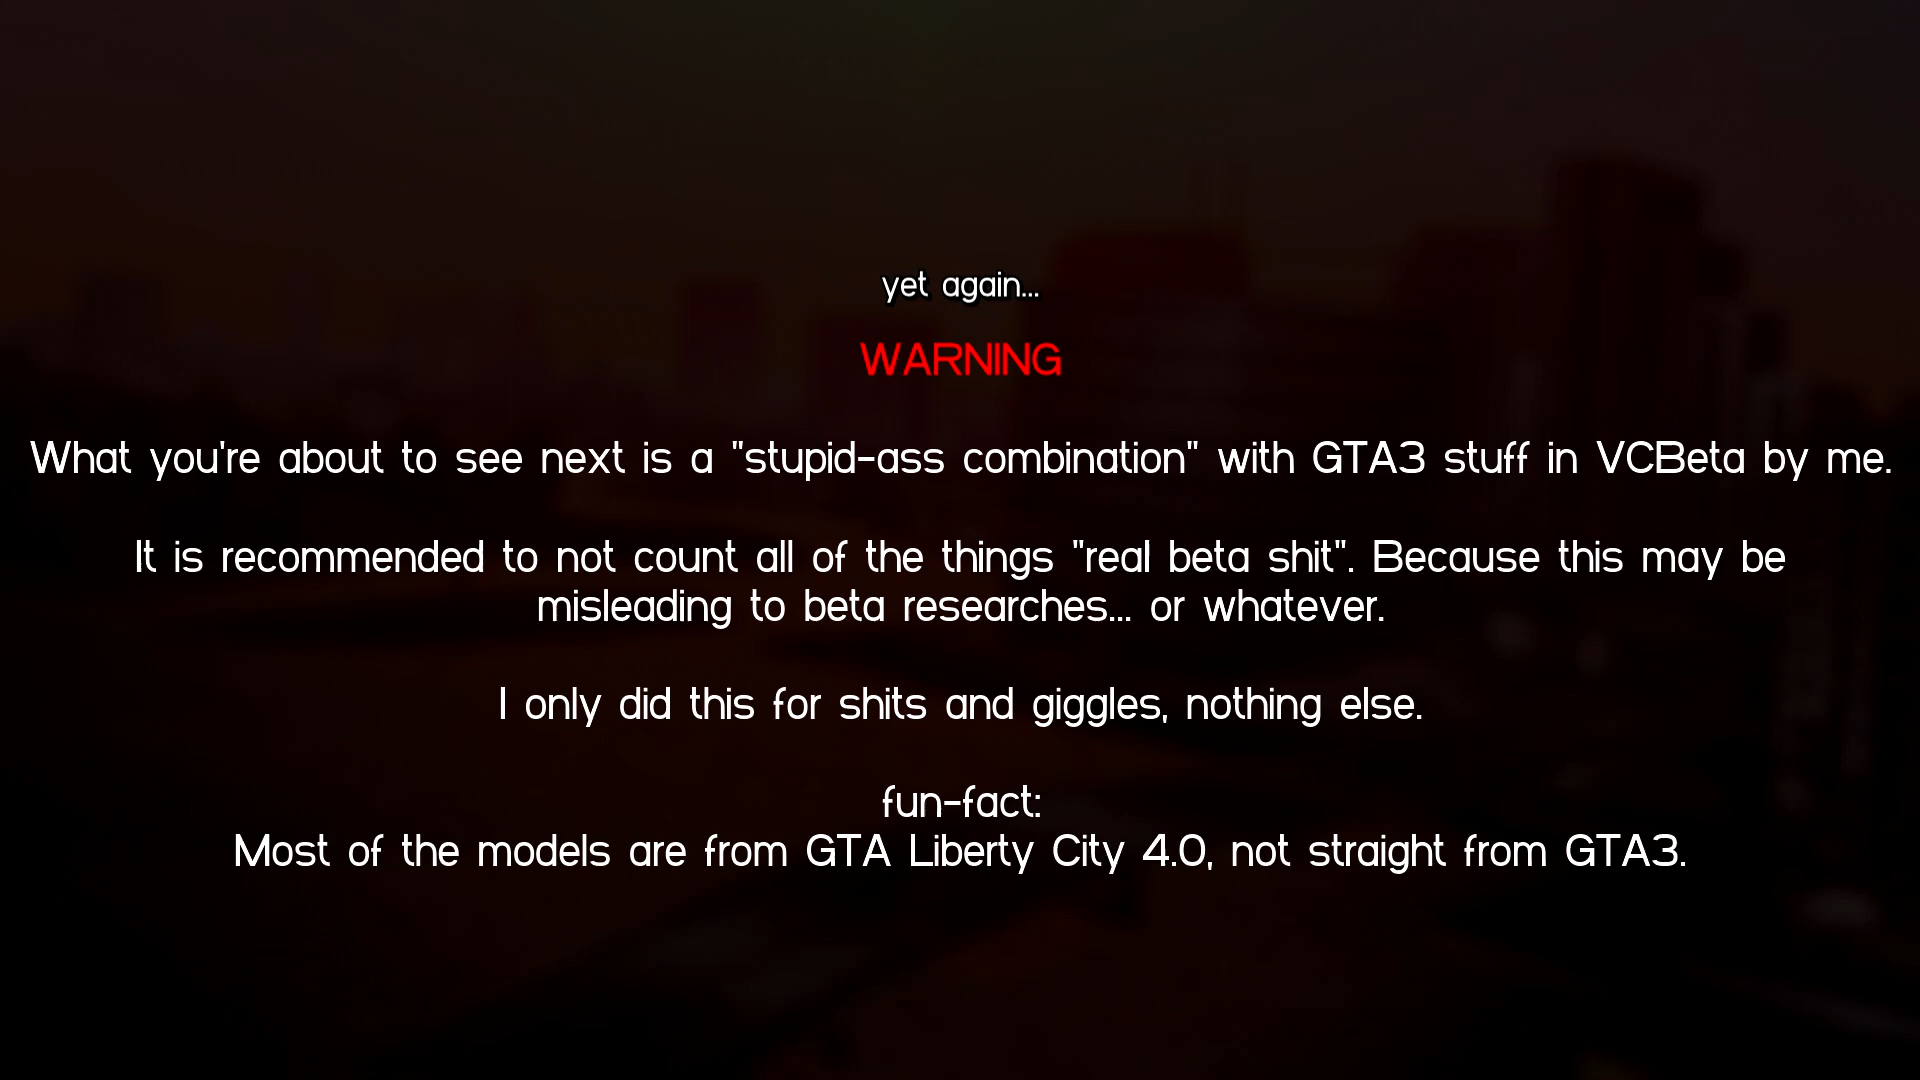 yet again...
WARNING
What you're about to see next is a "stupid-ass combination" with GTA3 stuff in VCBeta by me.
It is recommended to not count all of the things "real beta shit". Because this may be
misleading to beta researches... or whatever.
I only did this for shits and giggles, nothing else.
fun-fact:
Most of the models are from GTA Liberty City 4.0, not straight from GTA3.